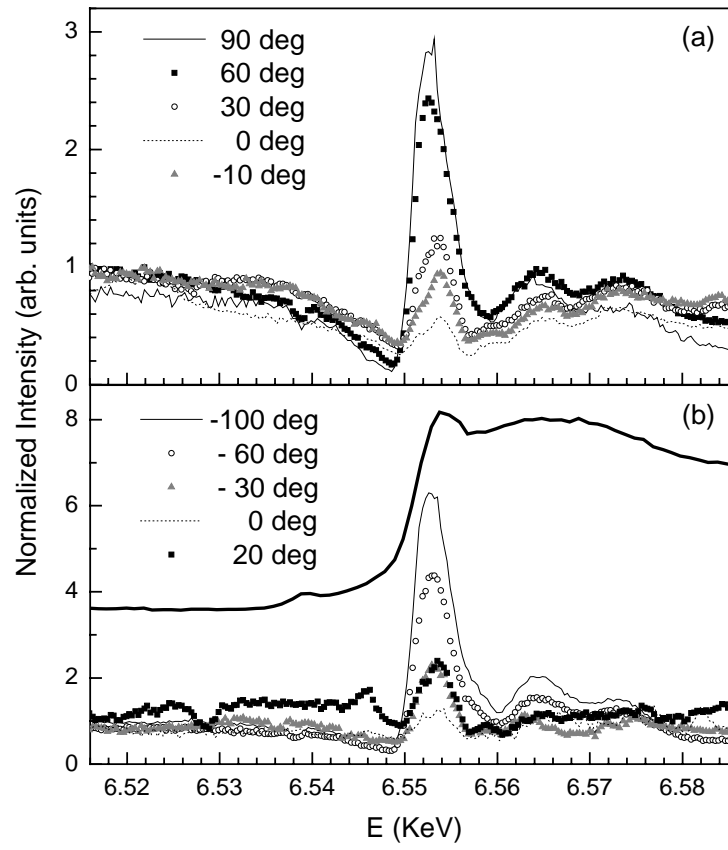 3
(a)
90 deg
60 deg
30 deg
0 deg
-10 deg
2
1
0
Normalized Intensity (arb. units)
8
(b)
-100 deg
- 60 deg
- 30 deg
0 deg
20 deg
6
4
2
0
6.52 6.53 6.54 6.55 6.56 6.57 6.58
E (KeV)